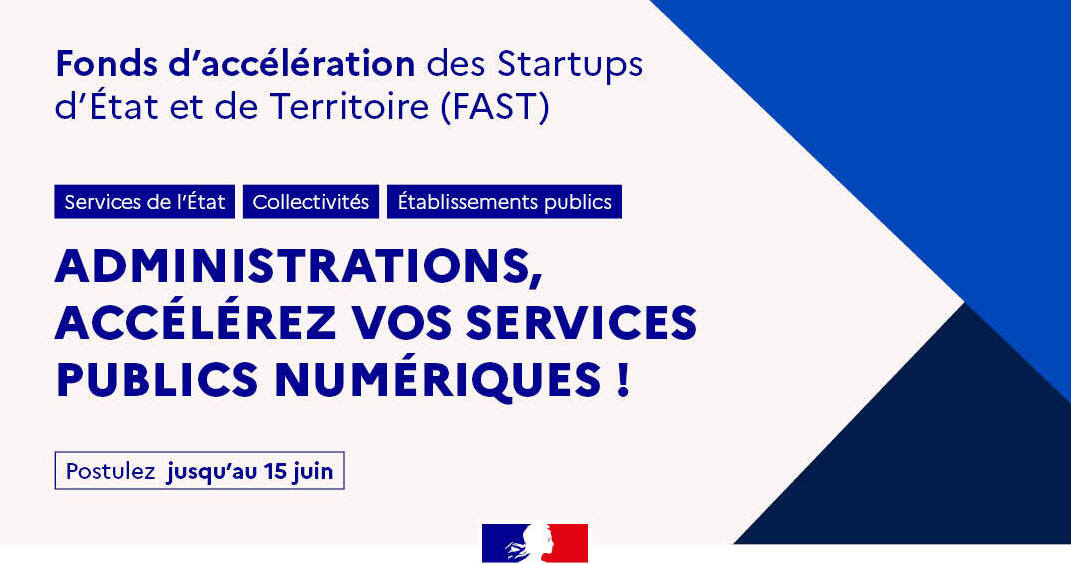 Fonds d’accélération des Startups
d’État et de Territoire (FAST)
Services de l’État Collectivités Établissements publics
ADMINISTRATIONS,
ACCÉLÉREZ VOS SERVICES
PUBLICS NUMÉRIQUES !
Postulez jusqu’au 15 juin